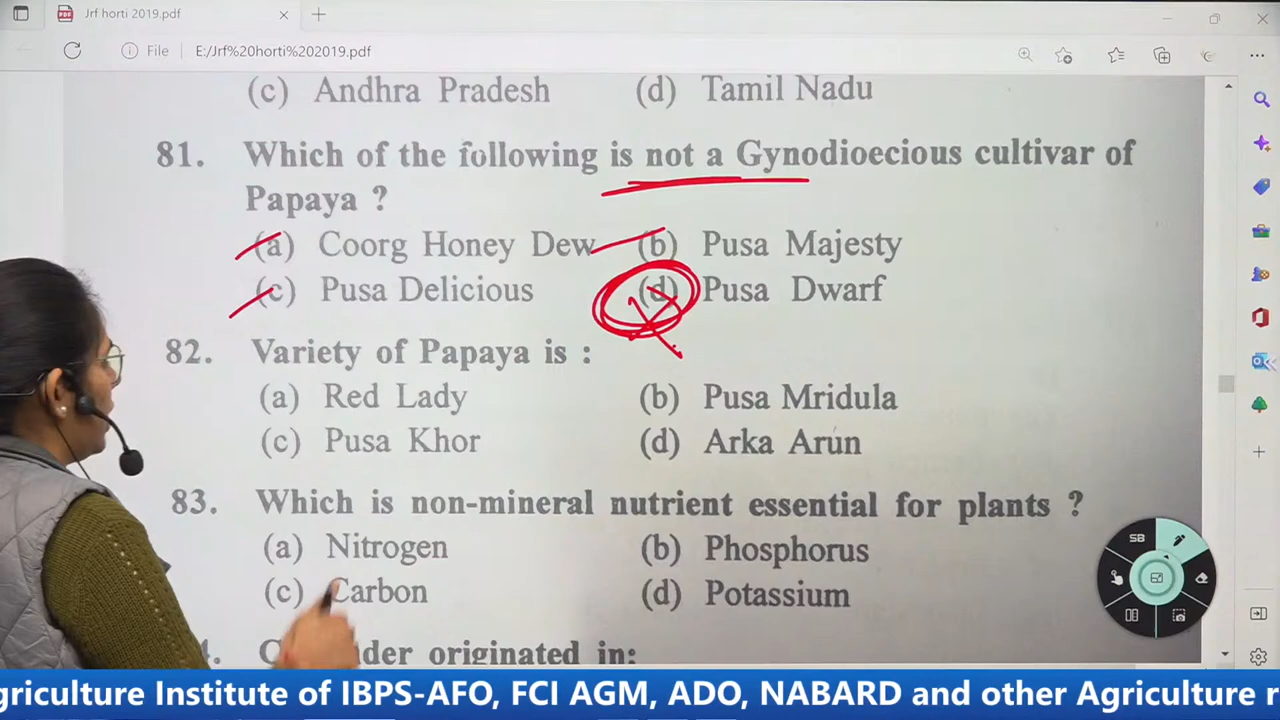 Jrf horti 2019.pdf
File E:/Jrf%20horti%202019.pdf
(c) Andhra Pradesh (d) Tamil Nadu
81. Which of the following is not a Gynodioecious cultivar of
Papaya ?
(a) Coorg Honey Dew (b) Pusa Majesty
(c) Pusa Delicious (d) Pusa Dwarf
82. Variety of Papaya is :
(a) Red Lady (b) Pusa Mridula
(c) Pusa Khor (d) Arka Arun
83. Which is non-mineral nutrient essential for plants ?
(a) Nitrogen (b) Phosphorus
SB
(c) Carbon (d) Potassium
originated in:
griculture Institute of IBPS-AFO, FCI AGM, ADO, NABARD and other Agriculture r